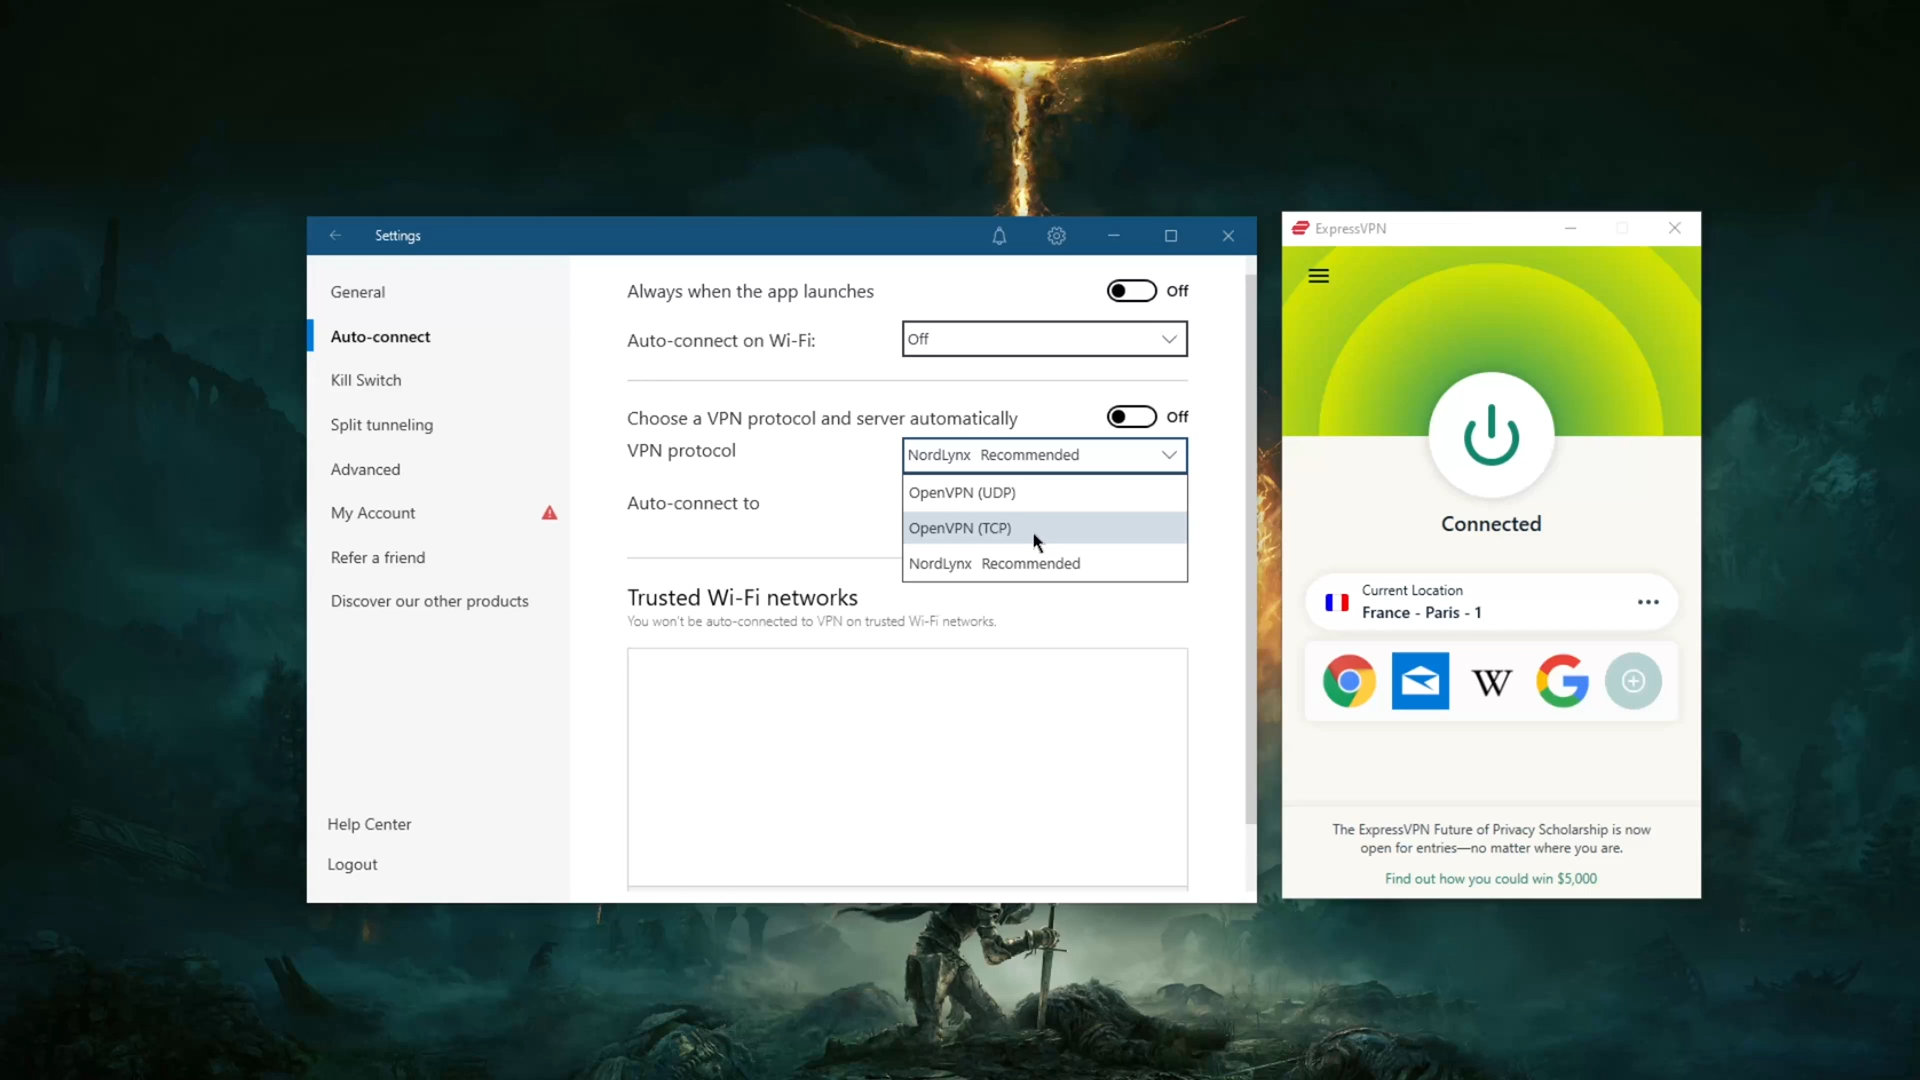 Settings
General
Auto-connect
Kill Switch
Split tunneling
Advanced
My Account
Refer a friend
Discover our other products
Help Center
Logout
Always when the app launches Off
Auto-connect on Wi-Fi: Off
Choose a VPN protocol and server automatically Off
VPN protocol NordLynx Recommended
OpenVPN (UDP)
Auto-connect to
OpenVPN (TCP)
NordLynx Recommended
Trusted Wi-Fi networks
You won't be auto-connected to VPN on trusted Wi-Fi networks.
ExpressVPN
Connected
Current Location
France - Paris - 1
W
The ExpressVPN Future of Privacy Scholarship is now
open for entries—no matter where you are.
Find out how you could win $5,000